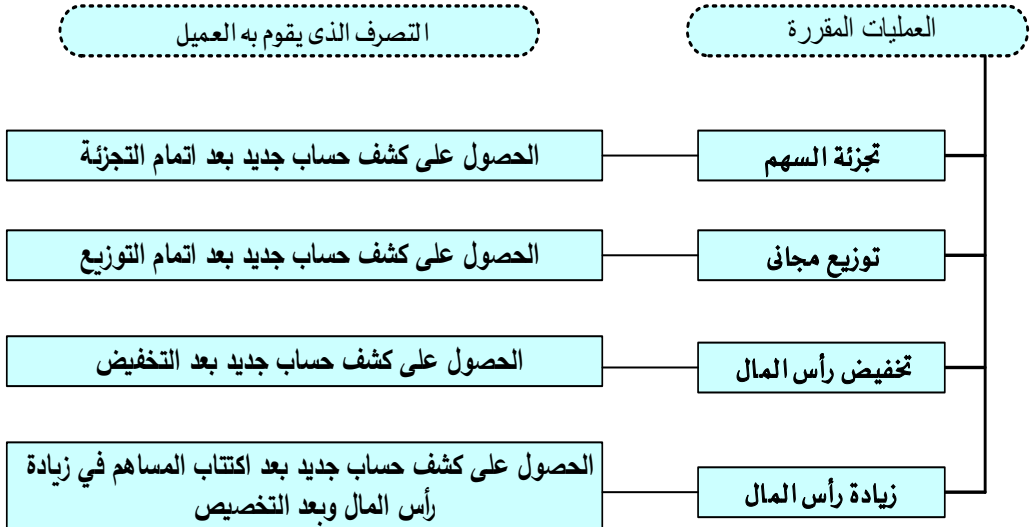 العمليات المقررة
التصرف الذى يقوم به العميل
تجزئة السهم
الحصول على كشف حساب جديد بعد اتمام التجزئة
توزيع مجانى
الحصول على كشف حساب جديد بعد اتمام التوزيع
تخفيض رأس المال
الحصول على كشف حساب جديد بعد التخفيض
زيادة رأس المال
الحصول على كشف حساب جديد بعد اكتتاب المساهم في زيادة
رأس المال وبعد التخصيص